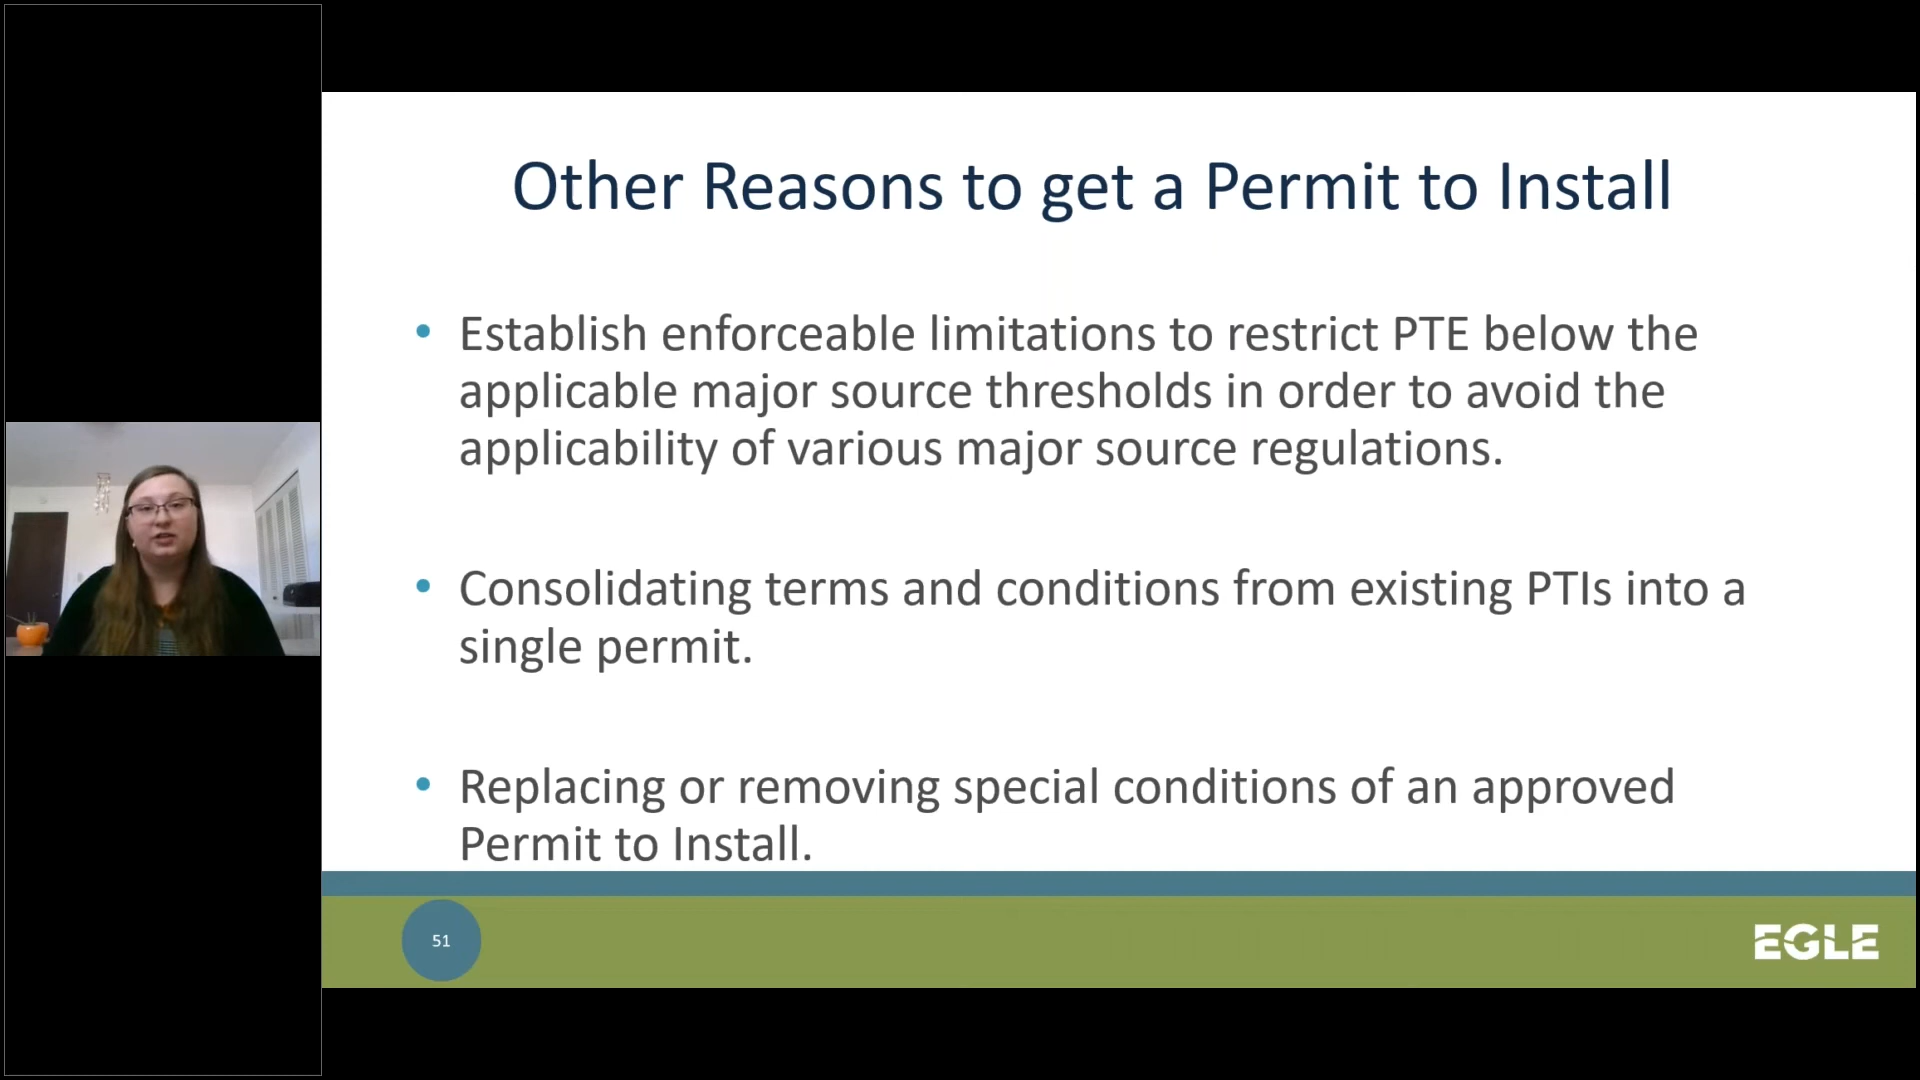 Other Reasons to get a Permit to Install
• Establish enforceable limitations to restrict PTE below the
applicable major source thresholds in order to avoid the
applicability of various major source regulations.
• Consolidating terms and conditions from existing PTIs into a
single permit.
• Replacing or removing special conditions of an approved
Permit to Install.
51
EGLE